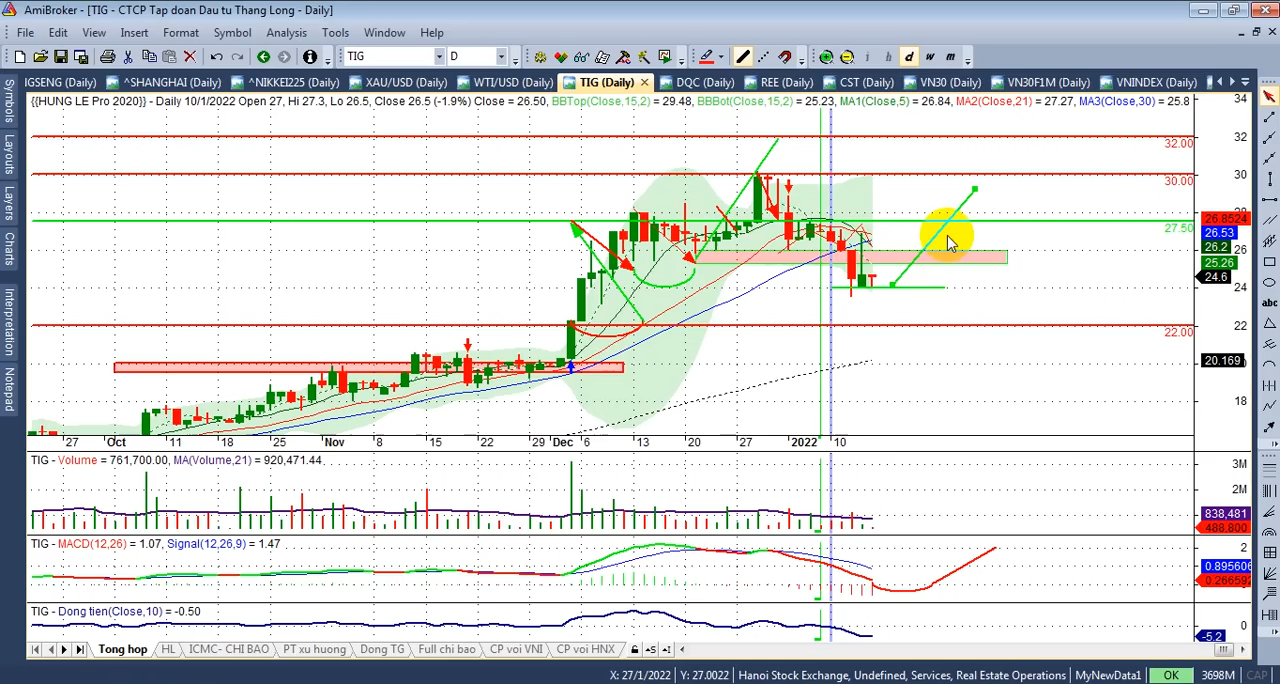 AmiBroker - [TIG - CTCP Tap doan Dau tu Thang Long - Daily]
File Edit View Insert Format Symbol Analysis Tools Window Help
TIG D
i h d w m
IGSENG (Daily) ^SHANGHAI (Daily) ^NIKKEI225 (Daily) XAU/USD (Daily) WTI/USD (Daily) TIG (Daily) DQC (Daily) REE (Daily) CST (Daily) VN30 (Daily) VN30F1M (Daily) VNINDEX (Daily)
{{HUNG LE Pro 2020}} - Daily 10/1/2022 Open 27, Hi 27.3, Lo 26.5, Close 26.5 (-1.9%) Close = 26.50, BBTop(Close,15,2) = 29.48, BBBot(Close,15,2) = 25.23, MA1(Close,5) = 26.84, MA2(Close,21) = 27.27, MA3(Close,30) = 25.8
Symbols
Layouts
Layers
Charts
Interpretation
Notepad
34
32
32.00
30
30.00
28
26.8524
27.50
26.53
26.2
26
25.26
24.6
24
22
22.00
20.169
20
18
27 Oct 11 18 25 Nov 8 15 22 29 Dec 6 13 20 27 2022 10
TIG - Volume = 761,700.00, MA(Volume,21) = 920,471.44
3M
2M
838,481
488,800
TIG - MACD(12,26) = 1.07, Signal(12,26,9) = 1.47
2
0.895606
0.266592
TIG - Dong tien(Close,10) = -0.50
0
-5.2
abc
Tong hop HL ICMC- CHI BAO PT xu huong Dong TG Full chi bao CP voi VNI CP voi HNX
X: 27/1/2022 Y: 27.0022 Hanoi Stock Exchange, Undefined, Services, Real Estate Operations MyNewData1 OK 3698M CAP